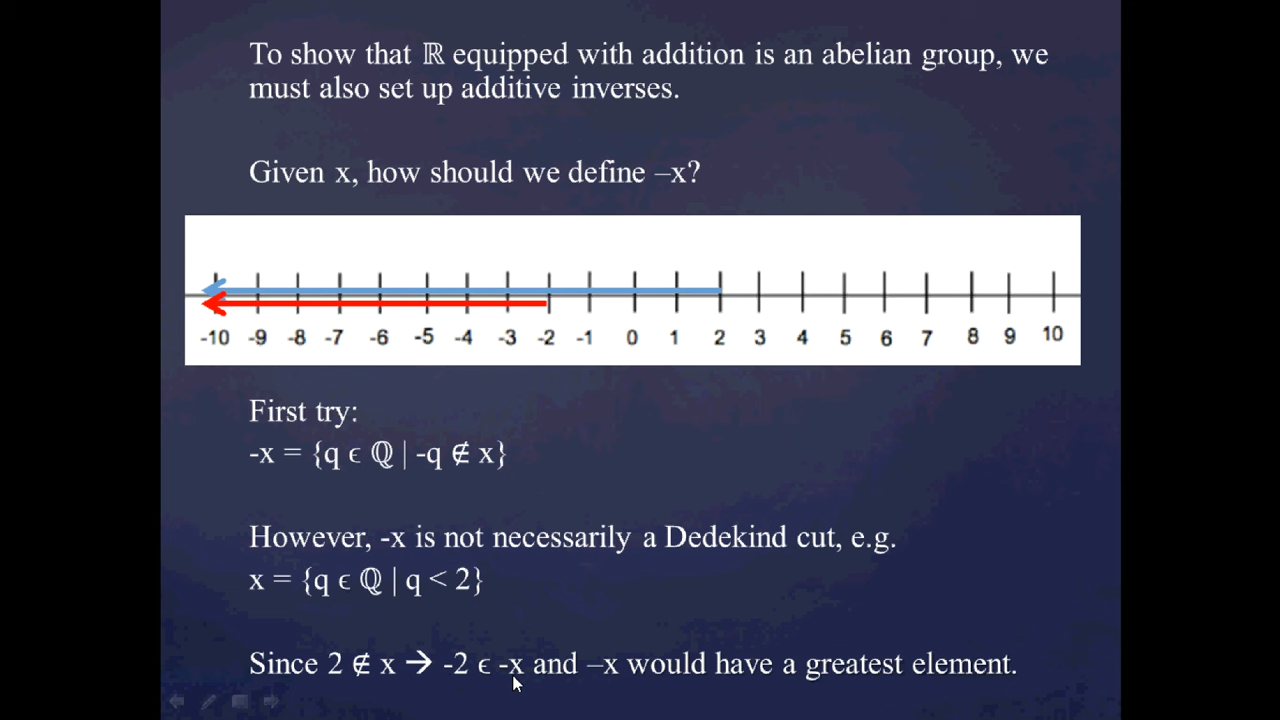 To show that ℝ equipped with addition is an abelian group, we
must also set up additive inverses.
Given x, how should we define –x?
-10 -9 -8 -7 -6 -5 -4 -3 -2 -1 0 1 2 3 4 5 6 7 8 9 10
First try:
-x = {q ϵ ℚ | -q ∉ x}
However, -x is not necessarily a Dedekind cut, e.g.
x = {q ϵ ℚ | q < 2}
Since 2 ∉ x → -2 ϵ -x and –x would have a greatest element.